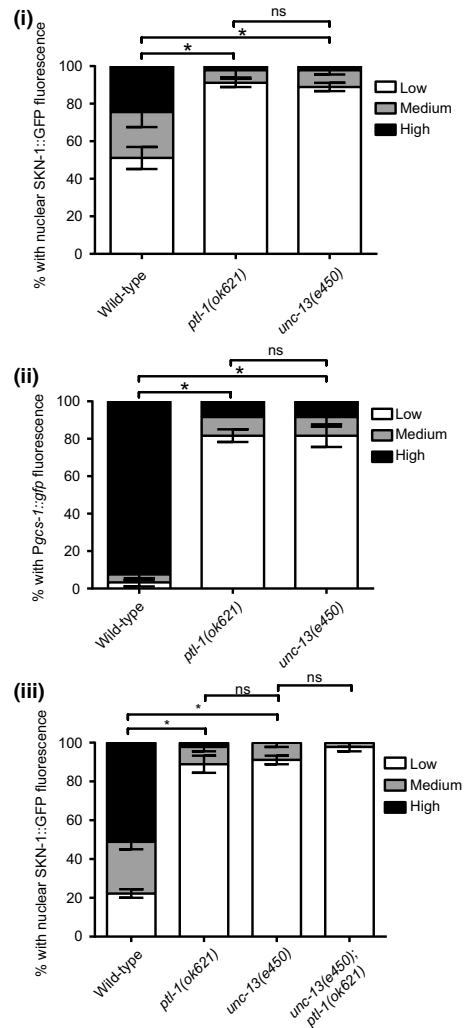 (i)
ns
*
*
% with nuclear SKN-1::GFP fluorescence
100
80
60
40
20
0
Low
Medium
High
Wild-type
ptl-1(ok621)
unc-13(e450)
(ii)
ns
*
*
% with Pgcs-1::gfp fluorescence
100
80
60
40
20
0
Low
Medium
High
Wild-type
ptl-1(ok621)
unc-13(e450)
(iii)
ns
ns
*
*
% with nuclear SKN-1::GFP fluorescence
100
80
60
40
20
0
Low
Medium
High
Wild-type
ptl-1(ok621)
unc-13(e450)
unc-13(e450);
ptl-1(ok621)